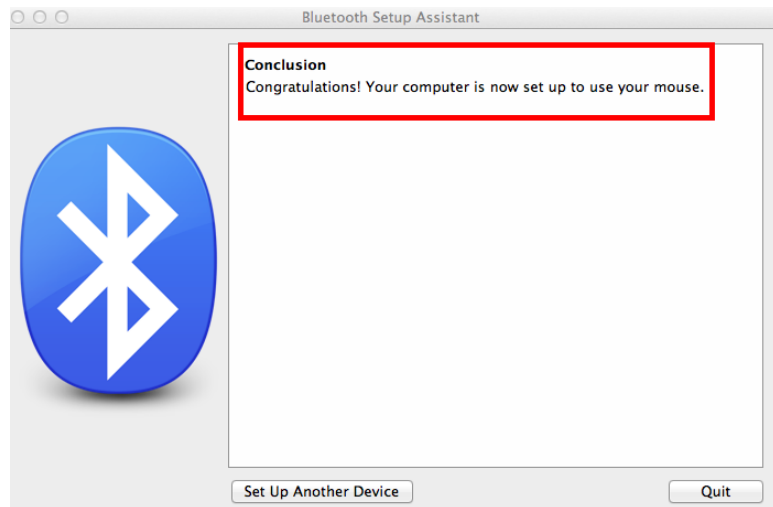 Bluetooth Setup Assistant
Conclusion
Congratulations! Your computer is now set up to use your mouse.
Set Up Another Device
Quit